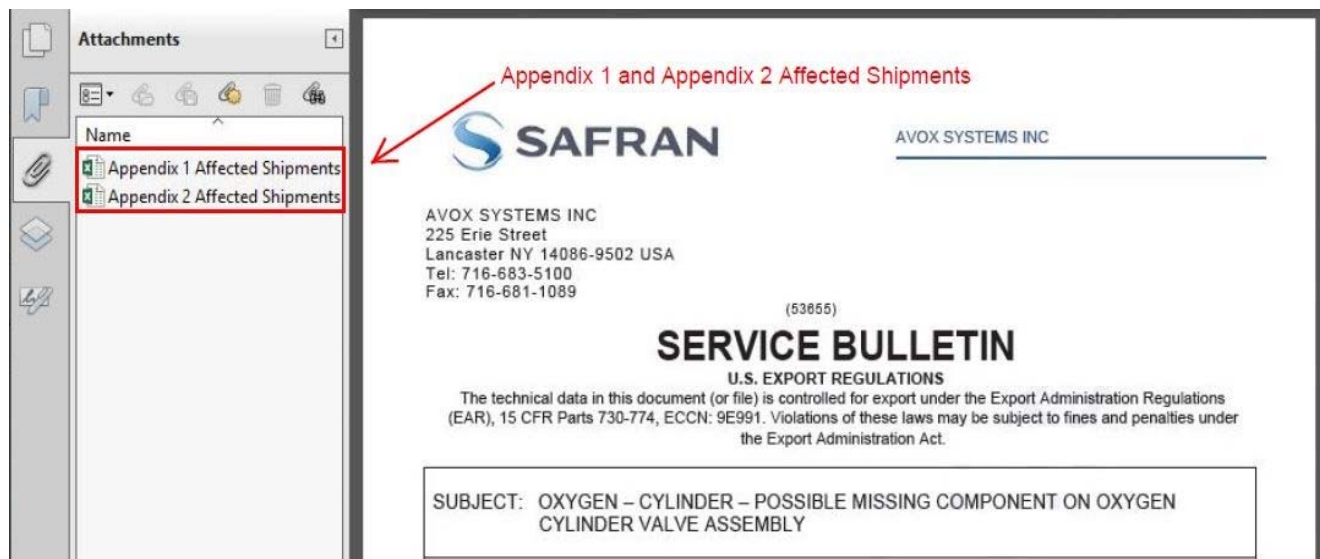 Attachments
Name
Appendix 1 Affected Shipments
Appendix 2 Affected Shipments
Appendix 1 and Appendix 2 Affected Shipments
SAFRAN
AVOX SYSTEMS INC
AVOX SYSTEMS INC
225 Erie Street
Lancaster NY 14086-9502 USA
Tel: 716-683-5100
Fax: 716-681-1089
(53655)
SERVICE BULLETIN
U.S. EXPORT REGULATIONS
The technical data in this document (or file) is controlled for export under the Export Administration Regulations
(EAR), 15 CFR Parts 730-774, ECCN: 9E991. Violations of these laws may be subject to fines and penalties under
the Export Administration Act.
SUBJECT: OXYGEN – CYLINDER – POSSIBLE MISSING COMPONENT ON OXYGEN
CYLINDER VALVE ASSEMBLY